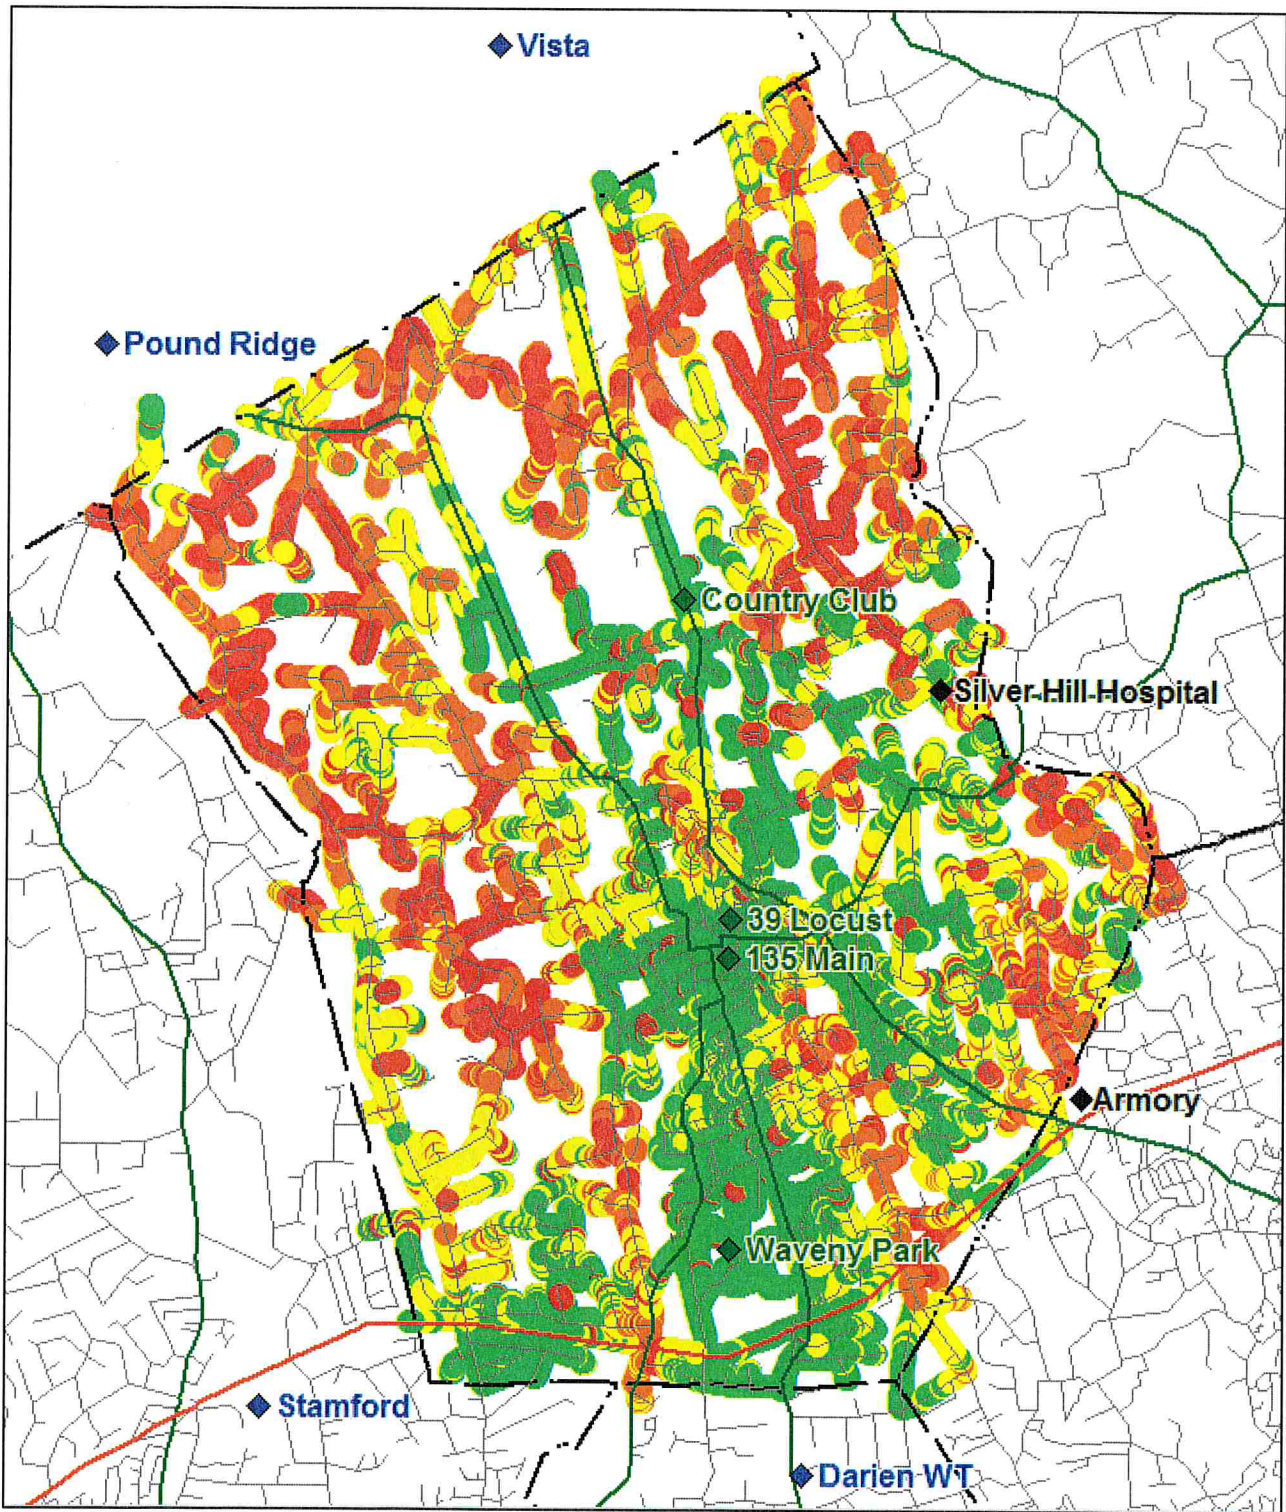 Vista
Pound Ridge
Country Club
Silver Hill Hospital
39 Locust
135 Main
Armory
Waveny Park
Stamford
Darien WT